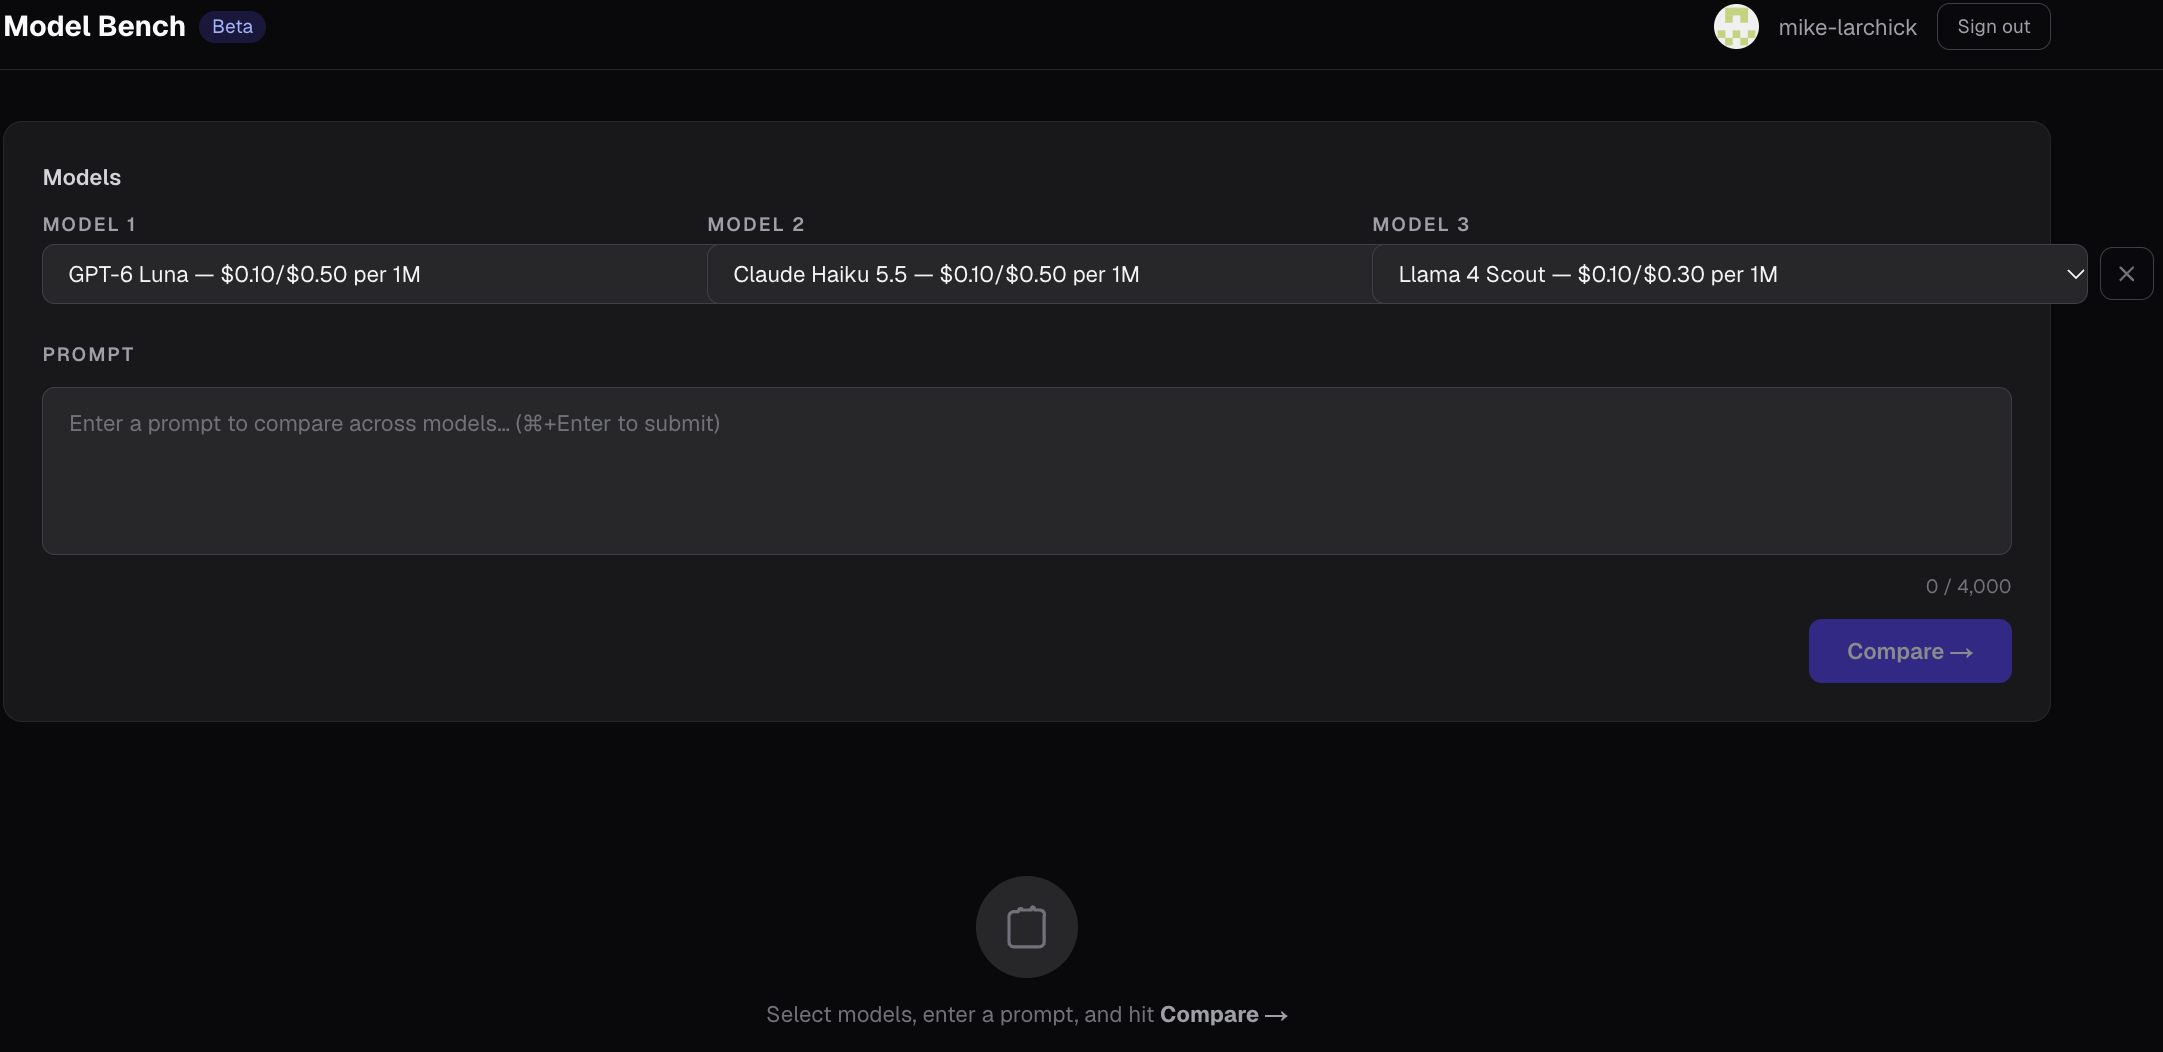 Model Bench Beta mike-larchick Sign out
Models
MODEL 1 MODEL 2 MODEL 3
GPT-6 Luna — $0.10/$0.50 per 1M Claude Haiku 5.5 — $0.10/$0.50 per 1M Llama 4 Scout — $0.10/$0.30 per 1M
PROMPT
Enter a prompt to compare across models... (⌘+Enter to submit)
0 / 4,000
Compare →
Select models, enter a prompt, and hit Compare →